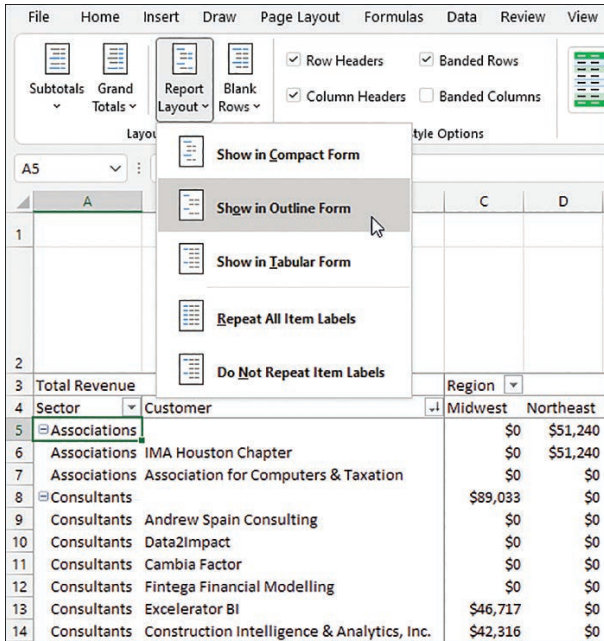 File Home Insert Draw Page Layout Formulas Data Review View
Subtotals Grand Totals Report Layout Blank Rows
Row Headers Banded Rows
Column Headers Banded Columns
Layou tyle Options
Show in Compact Form
Show in Outline Form
Show in Tabular Form
Repeat All Item Labels
Do Not Repeat Item Labels
A5
A C D
1
2
3 Total Revenue Region
4 Sector Customer Midwest Northeast
5 Associations $0 $51,240
6 Associations IMA Houston Chapter $0 $51,240
7 Associations Association for Computers & Taxation $0 $0
8 Consultants $89,033 $0
9 Consultants Andrew Spain Consulting $0 $0
10 Consultants Data2Impact $0 $0
11 Consultants Cambia Factor $0 $0
12 Consultants Fintega Financial Modelling $0 $0
13 Consultants Excelerator BI $46,717 $0
14 Consultants Construction Intelligence & Analytics, Inc. $42,316 $0